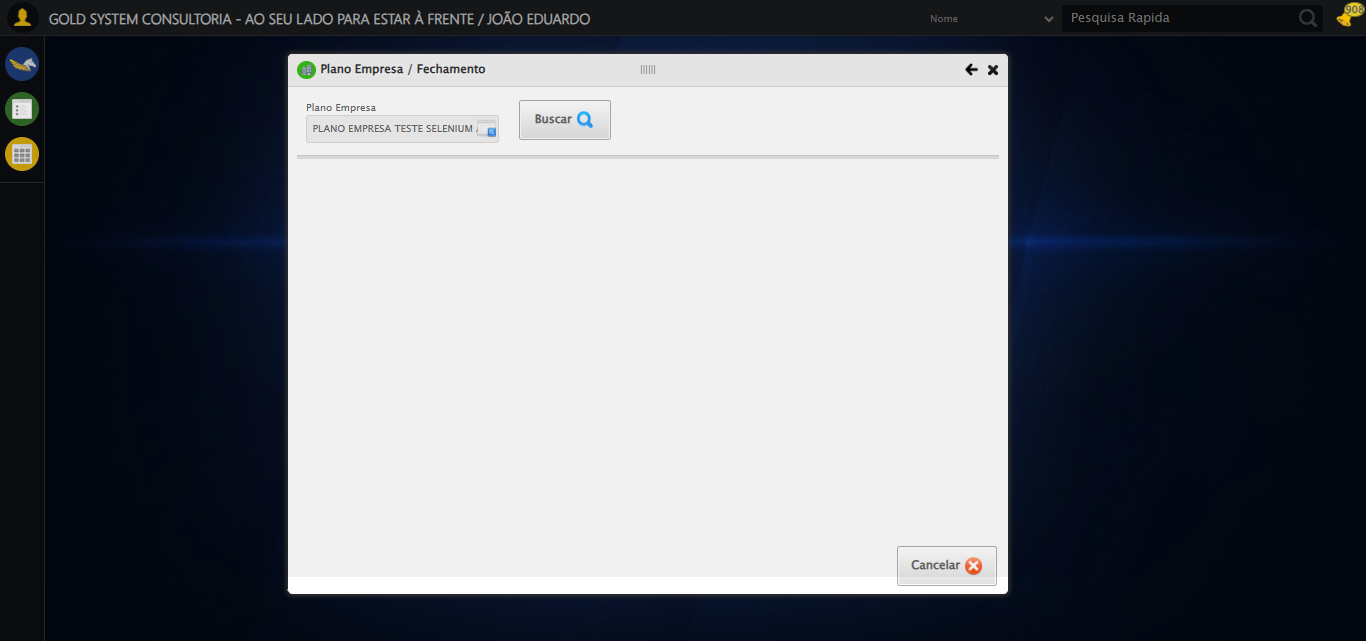 GOLD SYSTEM CONSULTORIA - AO SEU LADO PARA ESTAR À FRENTE / JOÃO EDUARDO
Nome
Pesquisa Rapida
908
Plano Empresa / Fechamento
Plano Empresa
PLANO EMPRESA TESTE SELENIUM
Buscar
Cancelar